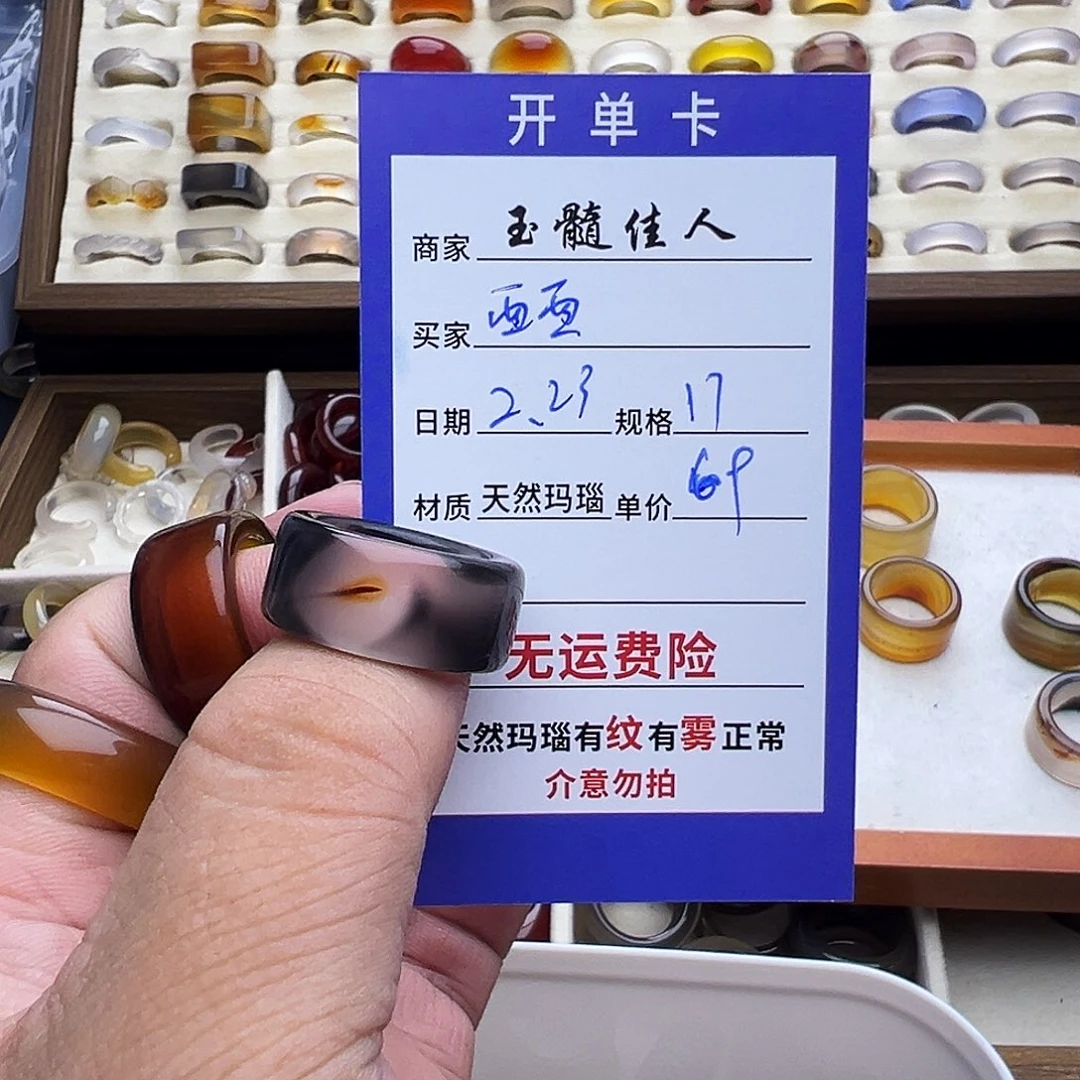 开单卡
商家 玉髓佳人
买家 西西
日期 2、23 规格 17
材质 天然玛瑙 单价 69
无运费险
天然玛瑙有纹有雾正常
介意勿拍